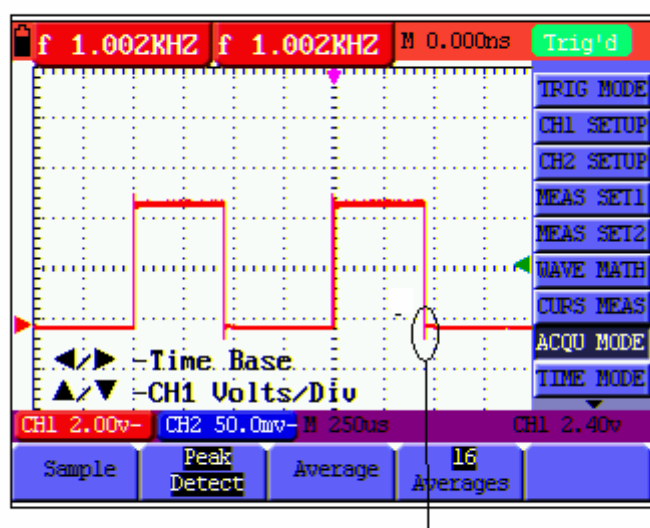 f 1.002KHZ f 1.002KHZ M 0.000ns Trig'd
TRIG MODE
CH1 SETUP
CH2 SETUP
MEAS SET1
MEAS SET2
WAVE MATH
CURS MEAS
ACQU MODE
TIME MODE
◀/▶ -Time Base
▲/▼ -CH1 Volts/Div
CH1 2.00v- CH2 50.0mv- M 250us CH1 2.40v
Sample Peak Detect Average 16 Averages